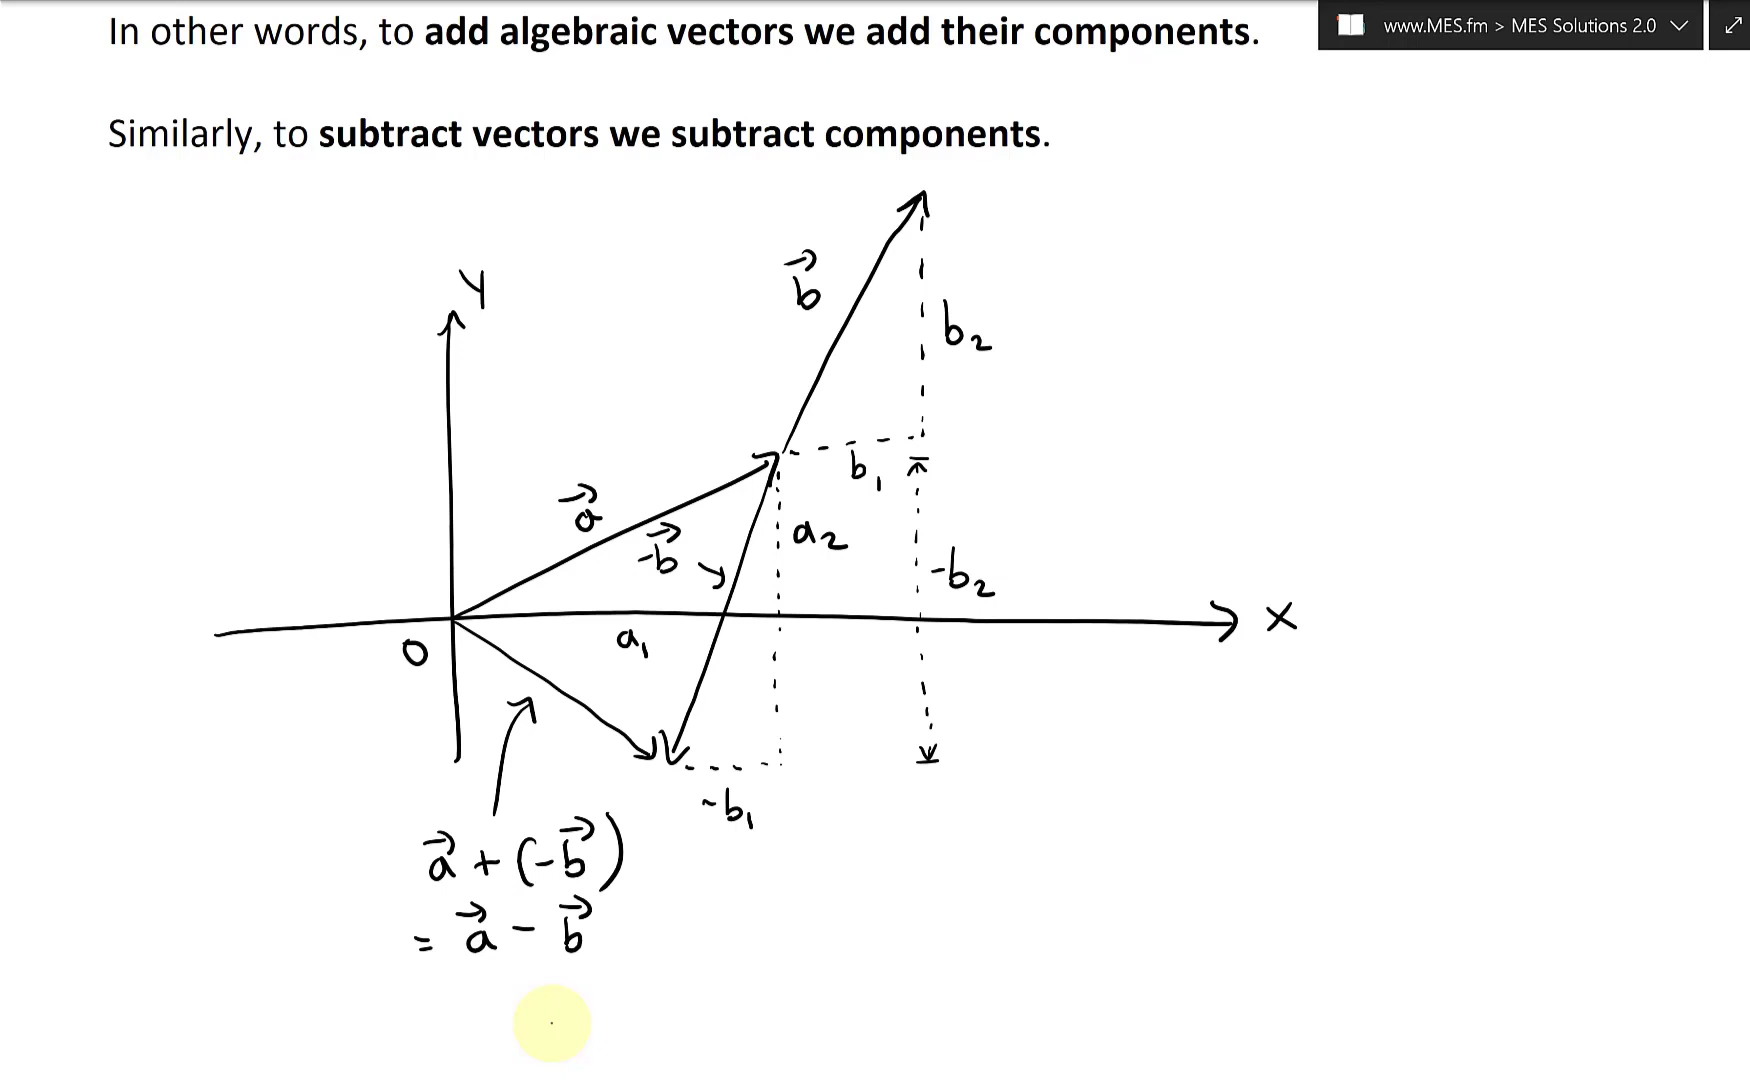 In other words, to add algebraic vectors we add their components.
www.MES.fm > MES Solutions 2.0
Similarly, to subtract vectors we subtract components.
b⃗
Y
b₂
b₁
a⃗
-b⃗
a₂
-b₂
X
O
a₁
-b₁
a⃗ + (-b⃗)
= a⃗ - b⃗